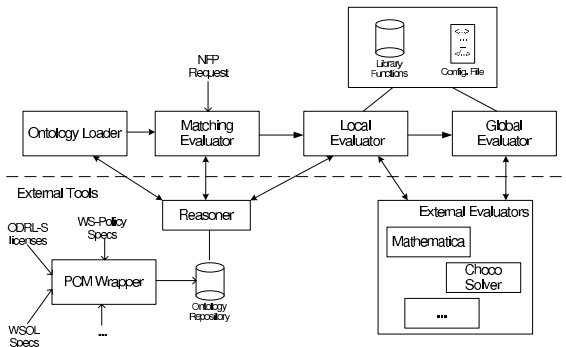 NFP
Request
Library
Functions
<..>
...
...
</..>
Config. File
Ontology Loader
Matching
Evaluator
Local
Evaluator
Global
Evaluator
External Tools
Reasoner
ODRL-S
licenses
WS-Policy
Specs
PCM Wrapper
WSOL
Specs
...
Ontology
Repository
External Evaluators
Mathematica
Choco
Solver
...